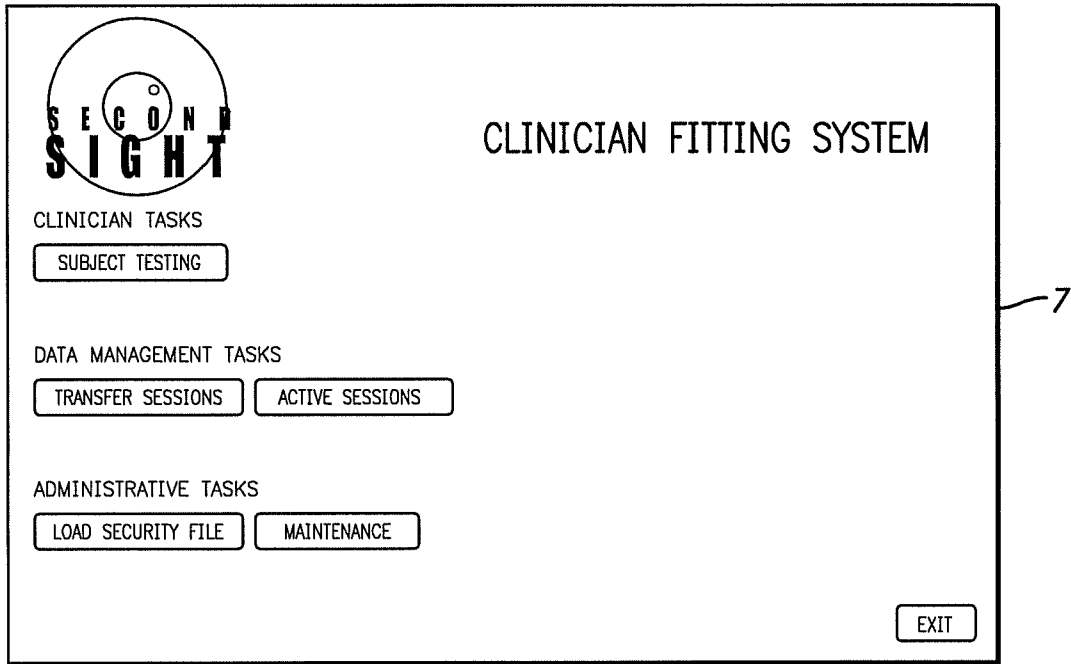 SECOND
SIGHT
CLINICIAN FITTING SYSTEM
CLINICIAN TASKS
SUBJECT TESTING
7
DATA MANAGEMENT TASKS
TRANSFER SESSIONS ACTIVE SESSIONS
ADMINISTRATIVE TASKS
LOAD SECURITY FILE MAINTENANCE
EXIT